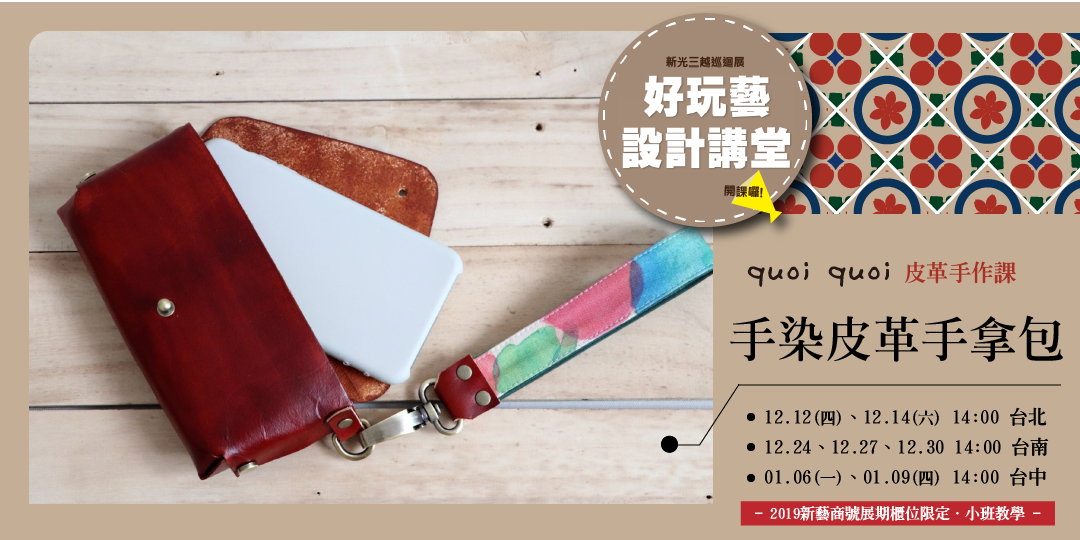 新光三越巡迴展
好玩藝
設計講堂
開課囉!
quoi quoi 皮革手作課
手染皮革手拿包
● 12.12(四)、12.14(六) 14:00 台北
● 12.24、12.27、12.30 14:00 台南
● 01.06(一)、01.09(四) 14:00 台中
- 2019新藝商號展期櫃位限定·小班教學 -